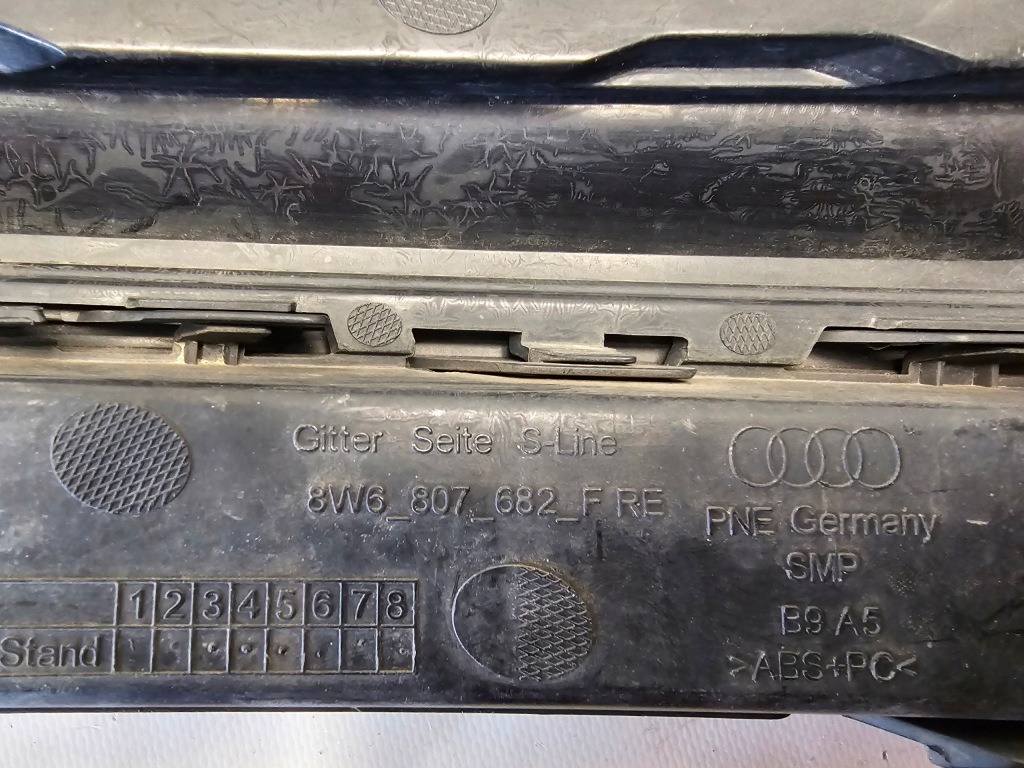 Gitter Seite S-Line
8W6_807_682_F RE
PNE Germany
SMP
B9 A5
>ABS+PC<
1 2 3 4 5 6 7 8
Stand